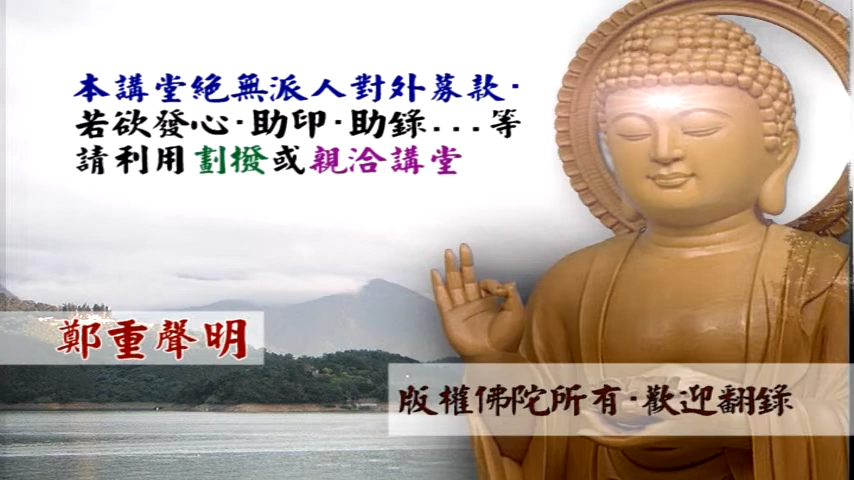 本講堂絕無派人對外募款·
若欲發心·助印·助錄...等
請利用劃撥或親洽講堂
鄭重聲明
版權佛陀所有·歡迎翻錄